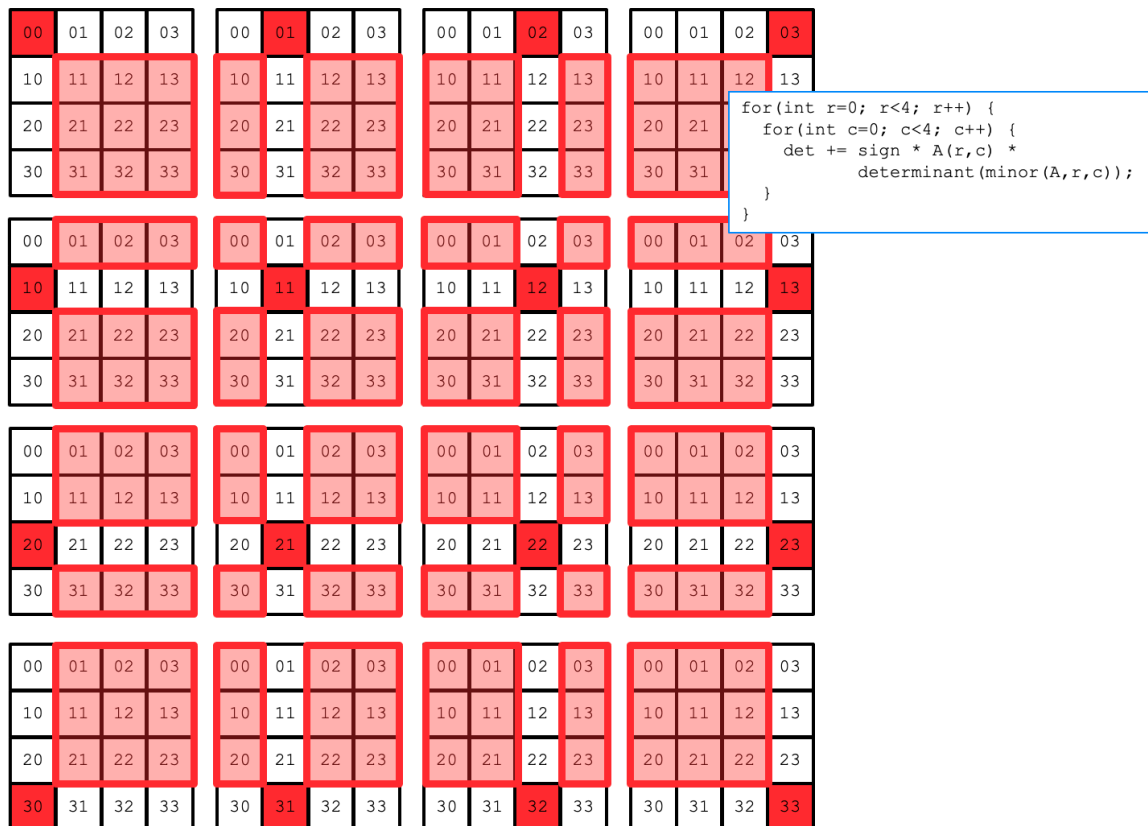 00 01 02 03 00 01 02 03 00 01 02 03 00 01 02 03
10 11 12 13 10 11 12 13 10 11 12 13 10 11 12 13
20 21 22 23 20 21 22 23 20 21 22 23 20 21
30 31 32 33 30 31 32 33 30 31 32 33 30 31
for(int r=0; r<4; r++) {
for(int c=0; c<4; c++) {
det += sign * A(r,c) *
determinant(minor(A,r,c));
}
}
00 01 02 03 00 01 02 03 00 01 02 03 00 01 02 03
10 11 12 13 10 11 12 13 10 11 12 13 10 11 12 13
20 21 22 23 20 21 22 23 20 21 22 23 20 21 22 23
30 31 32 33 30 31 32 33 30 31 32 33 30 31 32 33
00 01 02 03 00 01 02 03 00 01 02 03 00 01 02 03
10 11 12 13 10 11 12 13 10 11 12 13 10 11 12 13
20 21 22 23 20 21 22 23 20 21 22 23 20 21 22 23
30 31 32 33 30 31 32 33 30 31 32 33 30 31 32 33
00 01 02 03 00 01 02 03 00 01 02 03 00 01 02 03
10 11 12 13 10 11 12 13 10 11 12 13 10 11 12 13
20 21 22 23 20 21 22 23 20 21 22 23 20 21 22 23
30 31 32 33 30 31 32 33 30 31 32 33 30 31 32 33